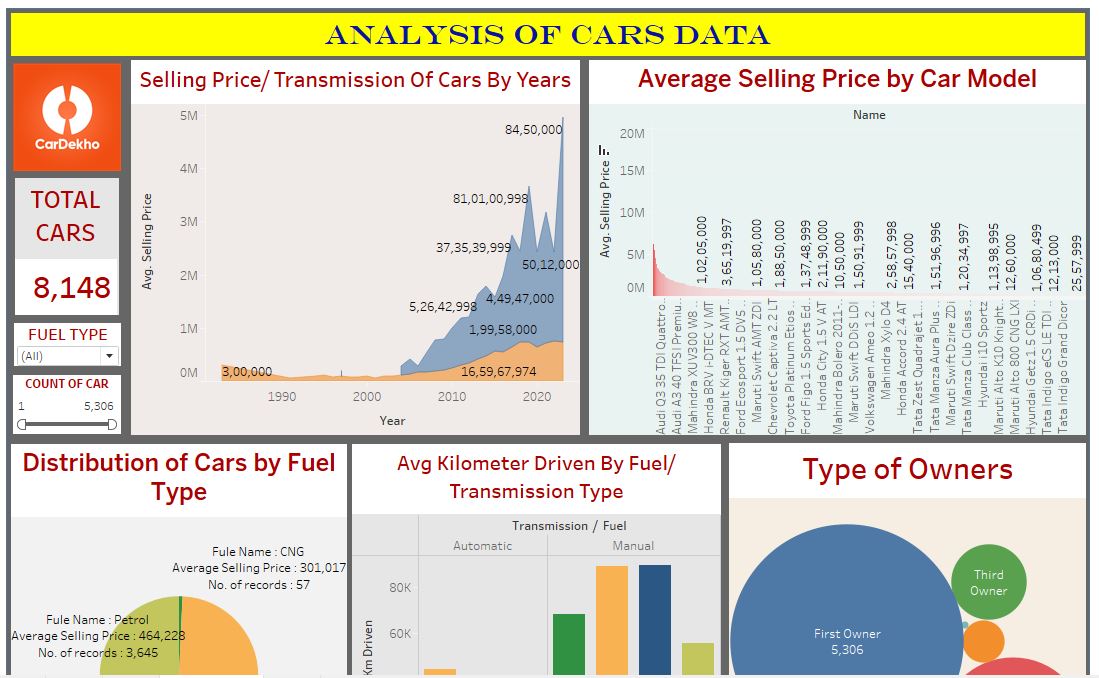 ANALYSIS OF CARS DATA
CarDekho
TOTAL
CARS
8,148
FUEL TYPE
(All)
COUNT OF CAR
1 5,306
Selling Price/ Transmission Of Cars By Years
Avg. Selling Price
5M
4M
3M
2M
1M
0M
84,50,000
81,01,00,998
37,35,39,999
50,12,000
5,26,42,998
4,49,47,000
1,99,58,000
3,00,000
16,59,67,974
1990
2000
2010
2020
Year
Average Selling Price by Car Model
Name
Avg. Selling Price
20M
15M
10M
5M
0M
1,02,05,000
3,65,19,997
1,05,80,000
1,88,50,000
1,37,48,999
2,11,90,000
10,50,000
1,50,91,999
2,58,57,998
15,40,000
1,51,96,996
1,20,34,997
1,13,98,995
12,60,000
1,06,80,499
12,13,000
25,57,999
Audi Q3 35 TDI Quattro..
Audi A3 40 TFSI Premiu..
Mahindra XUV300 W8 ..
Honda BRV i-DTEC V MT
Renault Kiger RXT AMT
Ford Ecosport 1.5 DV5 ..
Maruti Swift AMT ZDI
Chevrolet Captiva 2.2 LT
Toyota Platinum Etios ..
Ford Figo 1.5 Sports Ed..
Honda City 1.5 V AT
Mahindra Bolero 2011-..
Maruti Swift DDiS LDI
Volkswagen Ameo 1.2 ..
Mahindra Xylo D4
Honda Accord 2.4 AT
Tata Zest Quadrajet 1 ..
Tata Manza Aura Plus..
Maruti Swift Dzire ZDi
Tata Manza Club Class ..
Hyundai i10 Sportz
Maruti Alto K10 Knight..
Maruti Alto 800 CNG LXI
Hyundai Getz 1.5 CRDi ..
Tata Indigo eCS LE TDI ..
Tata Indigo Grand Dicor
Distribution of Cars by Fuel
Type
Fule Name : CNG
Average Selling Price : 301,017
No. of records : 57
Fule Name : Petrol
Average Selling Price : 464,228
No. of records : 3,645
Avg Kilometer Driven By Fuel/
Transmission Type
Transmission / Fuel
Automatic Manual
80K
60K
Km Driven
Type of Owners
Third
Owner
First Owner
5,306